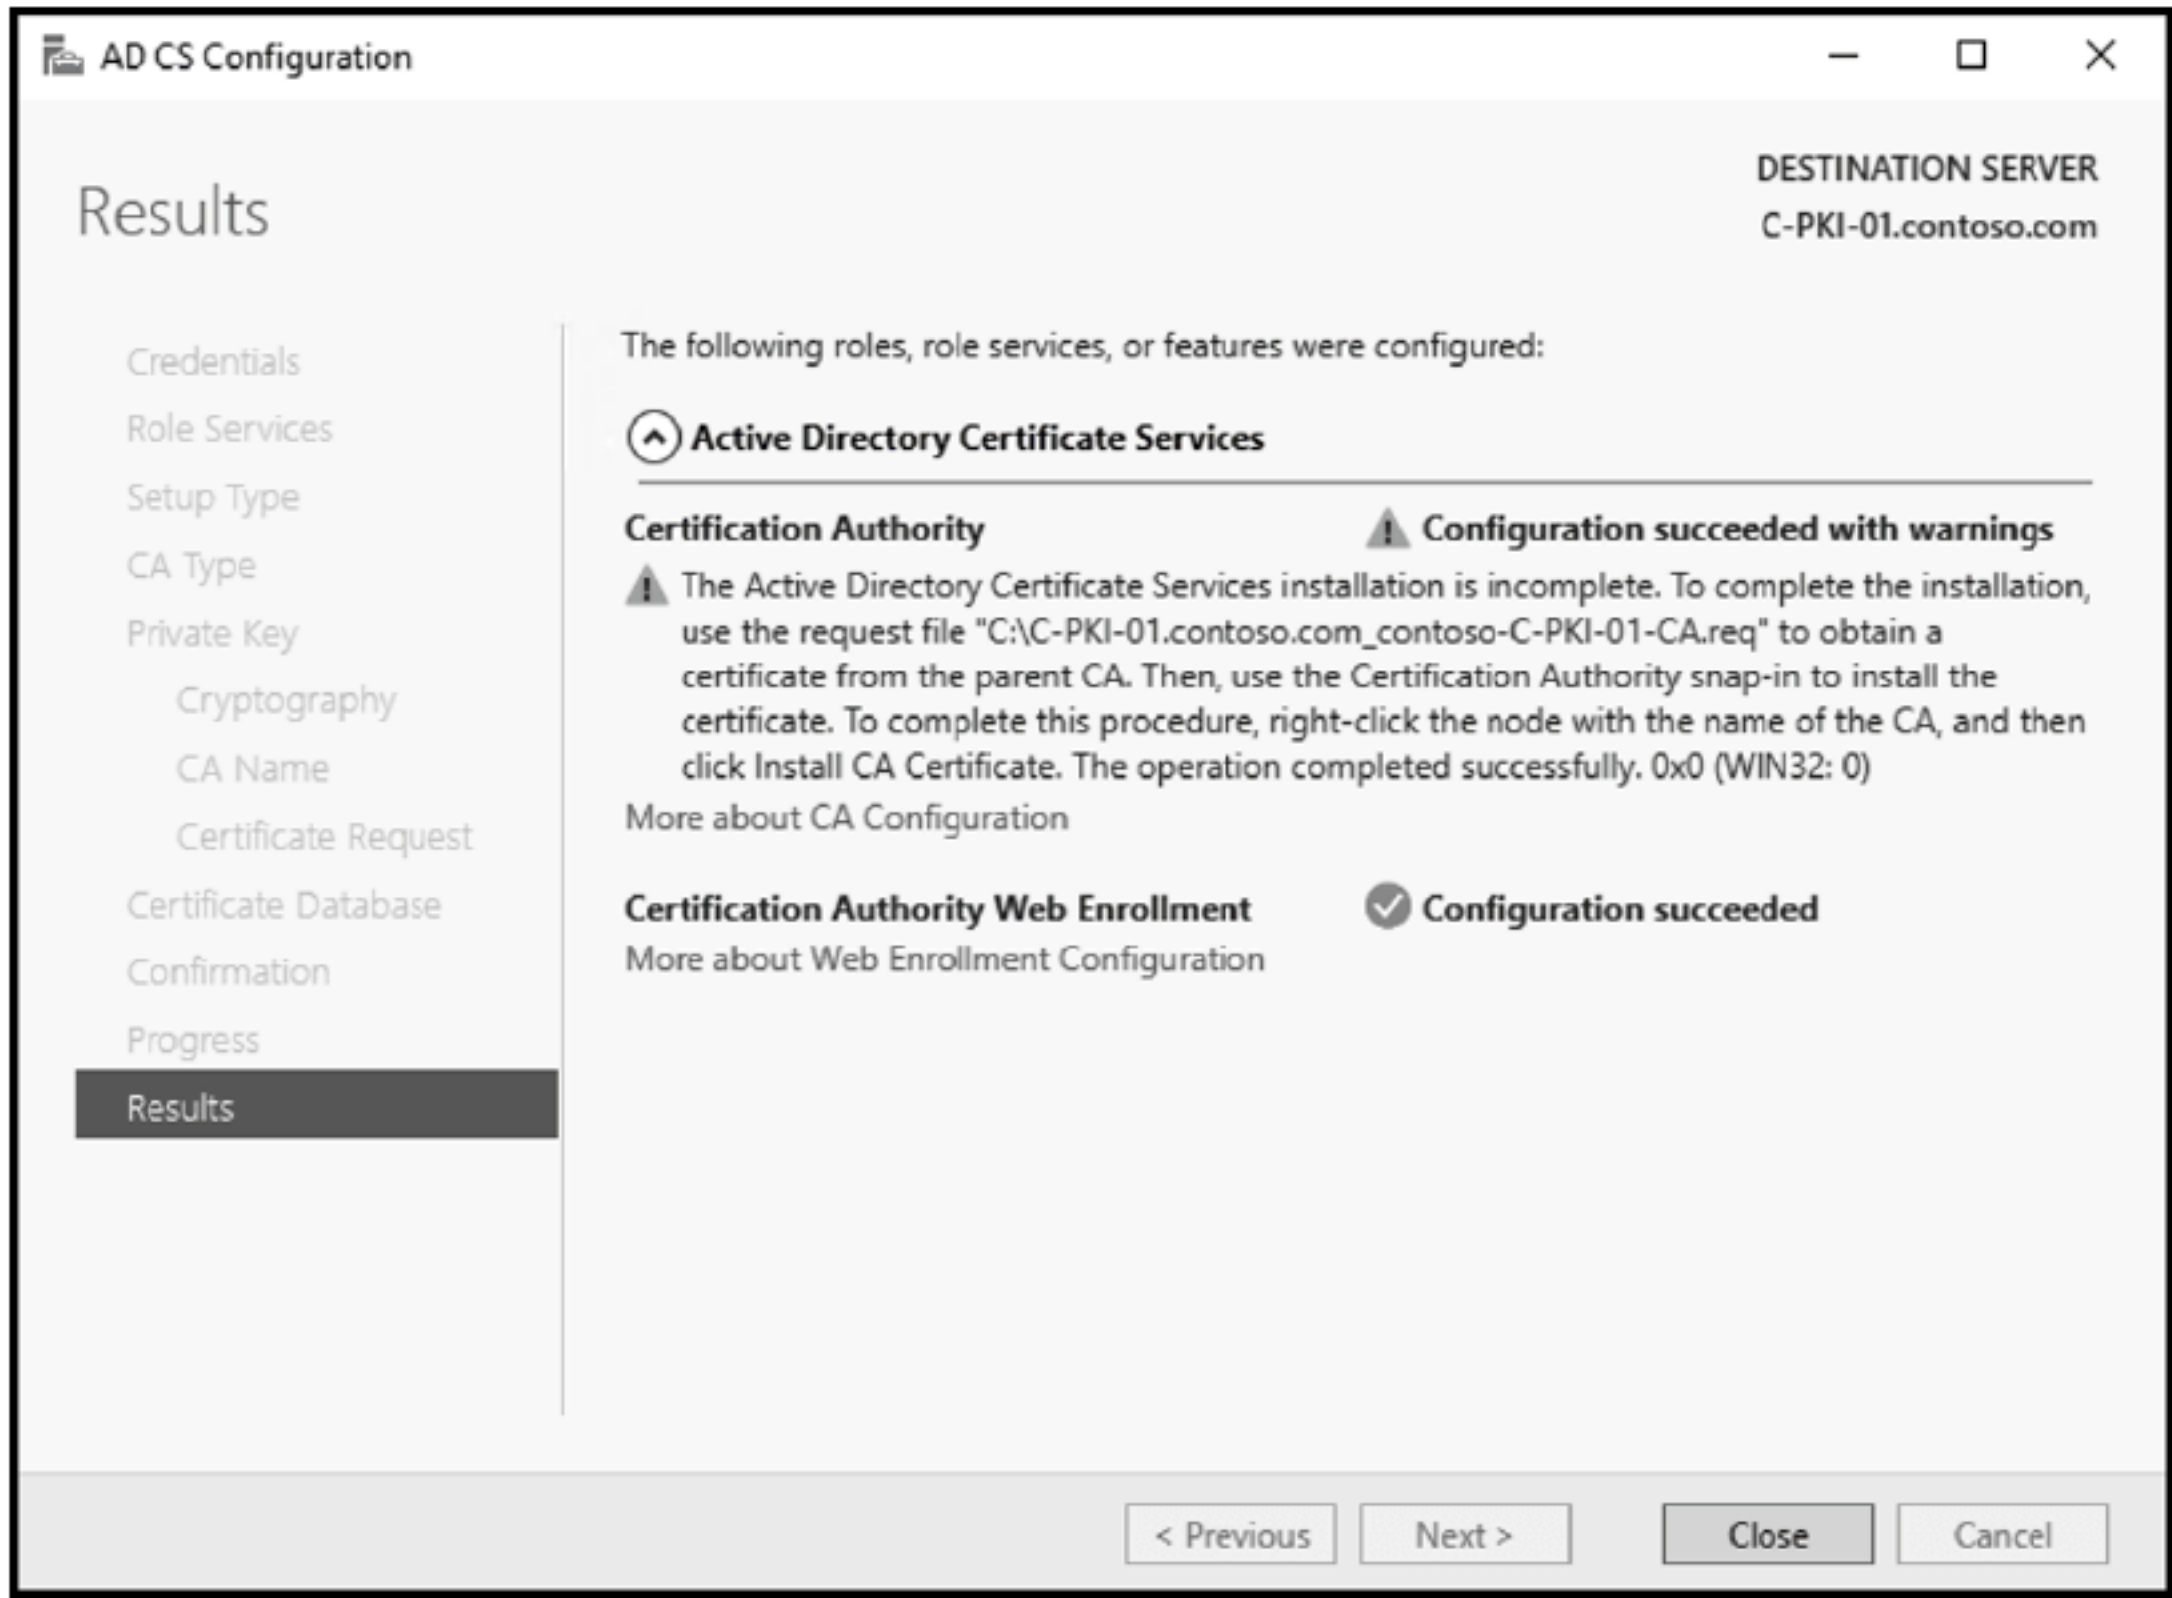 AD CS Configuration
Results
DESTINATION SERVER
C-PKI-01.contoso.com
Credentials
Role Services
Setup Type
CA Type
Private Key
Cryptography
CA Name
Certificate Request
Certificate Database
Confirmation
Progress
Results
The following roles, role services, or features were configured:
Active Directory Certificate Services
Certification Authority
Configuration succeeded with warnings
The Active Directory Certificate Services installation is incomplete. To complete the installation,
use the request file "C:\C-PKI-01.contoso.com_contoso-C-PKI-01-CA.req" to obtain a
certificate from the parent CA. Then, use the Certification Authority snap-in to install the
certificate. To complete this procedure, right-click the node with the name of the CA, and then
click Install CA Certificate. The operation completed successfully. 0x0 (WIN32: 0)
More about CA Configuration
Certification Authority Web Enrollment
Configuration succeeded
More about Web Enrollment Configuration
< Previous
Next >
Close
Cancel